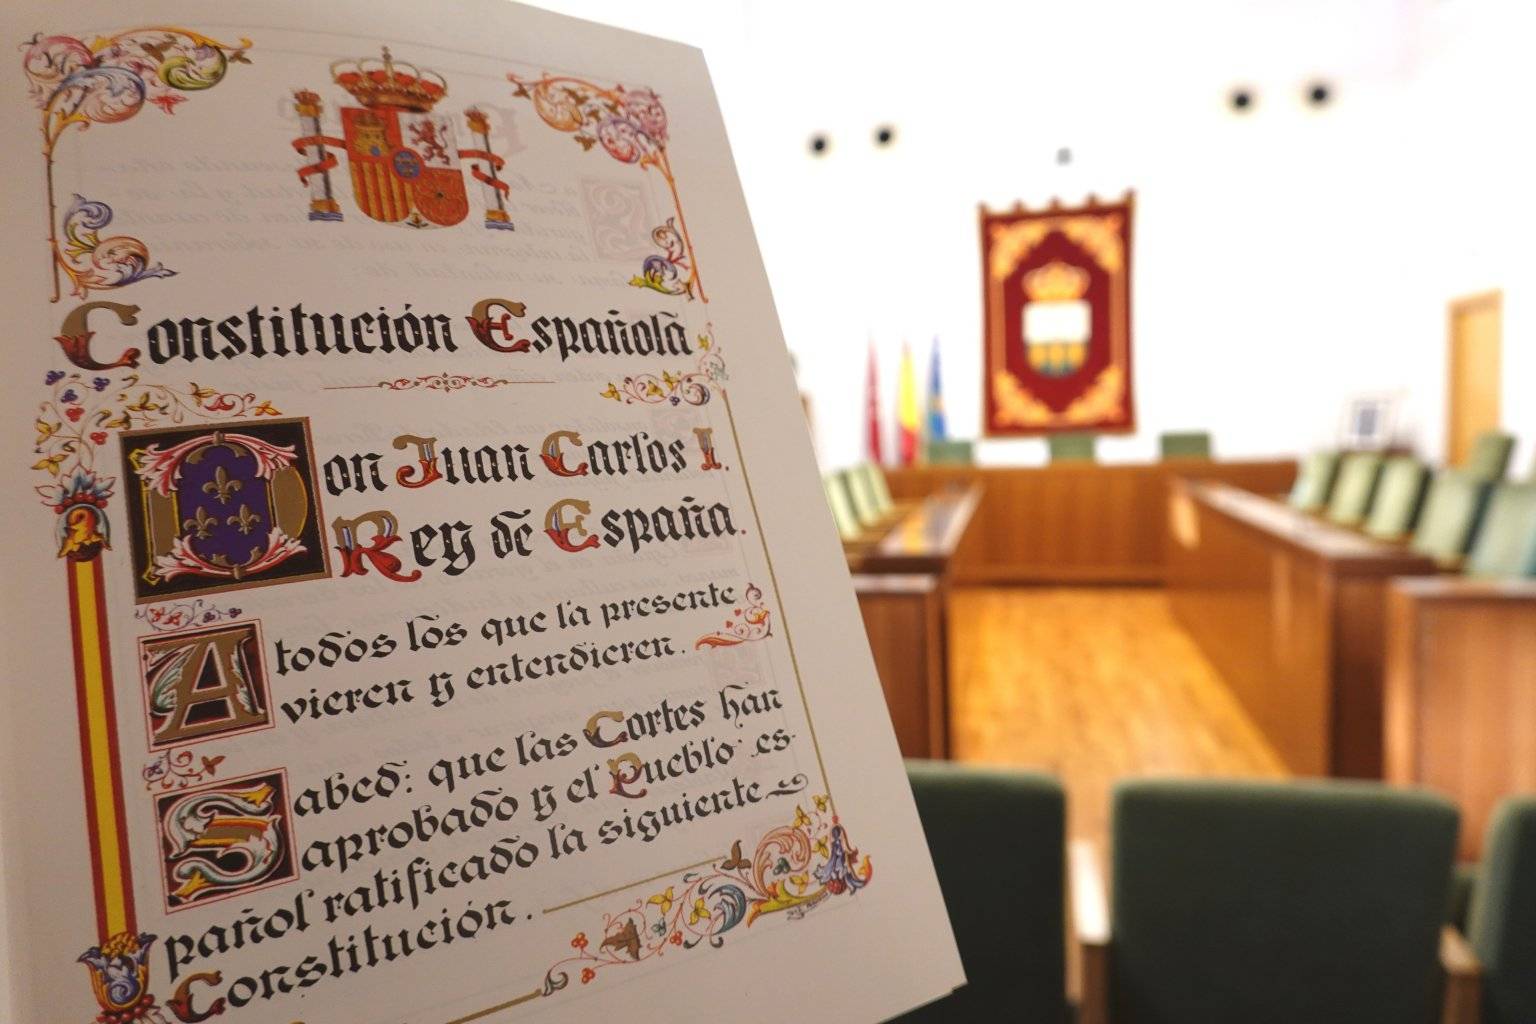 Constitución Española
Don Juan Carlos I.
Rey de España.
A todos los que la presente
vieren y entendieren.
Sabed: que las Cortes han
aprobado y el Pueblo es-
pañol ratificado la siguiente
Constitución.